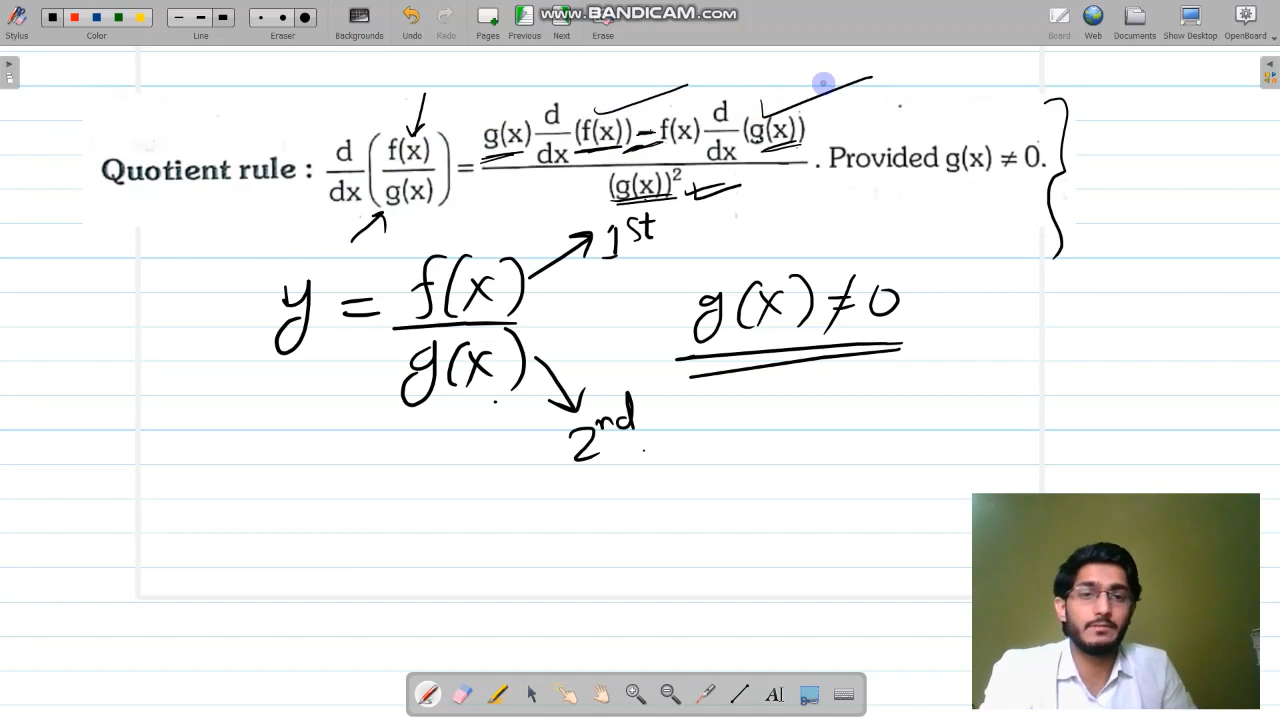 www.BANDICAM.com
Stylus Color Line Eraser Backgrounds Undo Redo Pages Previous Next Erase Board Web Documents Show Desktop OpenBoard
Quotient rule : d/dx (f(x)/g(x)) = (g(x) d/dx (f(x)) - f(x) d/dx (g(x))) / (g(x))² . Provided g(x) ≠ 0.
1st
y = f(x)/g(x)
g(x) ≠ 0
2nd